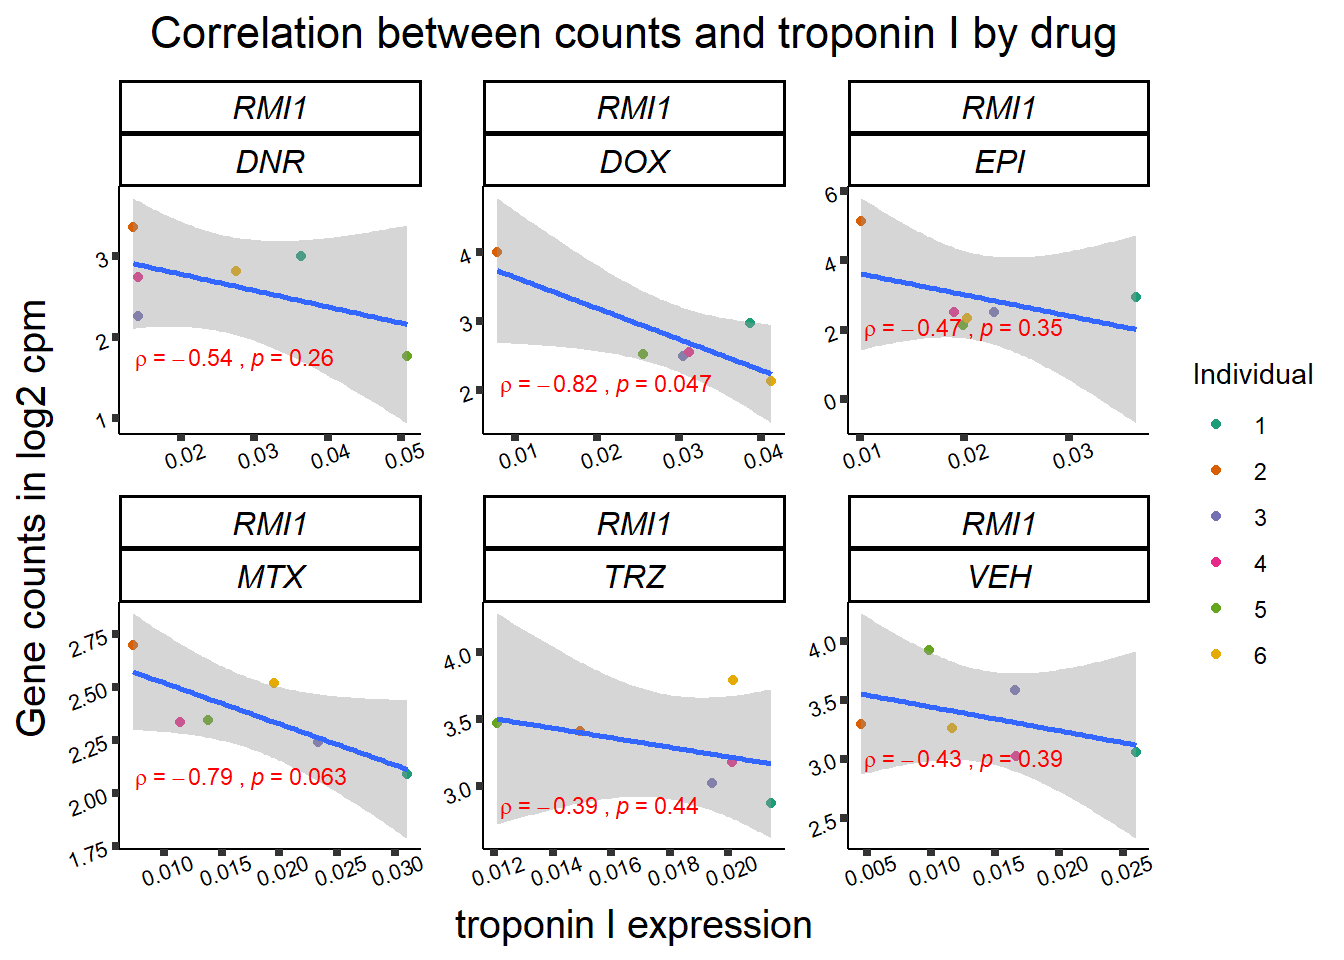 Correlation between counts and troponin I by drug
RMI1
DNR
3
2
1
ρ = −0.54 , p = 0.26
0.02
0.03
0.04
0.05
RMI1
DOX
4
3
2
ρ = −0.82 , p = 0.047
0.01
0.02
0.03
0.04
RMI1
EPI
6
4
2
0
ρ = −0.47 , p = 0.35
0.01
0.02
0.03
RMI1
MTX
2.75
2.50
2.25
2.00
1.75
ρ = −0.79 , p = 0.063
0.010
0.015
0.020
0.025
0.030
RMI1
TRZ
4.0
3.5
3.0
ρ = −0.39 , p = 0.44
0.012
0.014
0.016
0.018
0.020
RMI1
VEH
4.0
3.5
3.0
2.5
ρ = −0.43 , p = 0.39
0.005
0.010
0.015
0.020
0.025
Gene counts in log2 cpm
troponin I expression
Individual
1
2
3
4
5
6